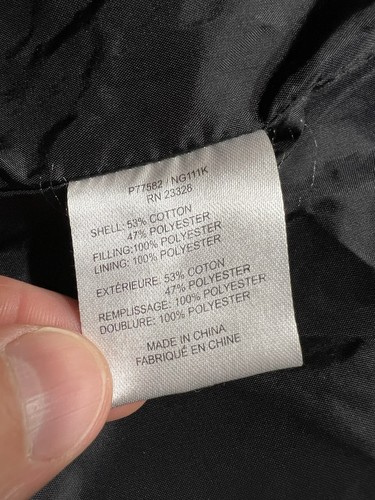 P77582 / NG111K
RN 23328
SHELL: 53% COTTON
47% POLYESTER
FILLING:100% POLYESTER
LINING: 100% POLYESTER
EXTÉRIEURE: 53% COTON
47% POLYESTER
REMPLISSAGE: 100% POLYESTER
DOUBLURE: 100% POLYESTER
MADE IN CHINA
FABRIQUÉ EN CHINE